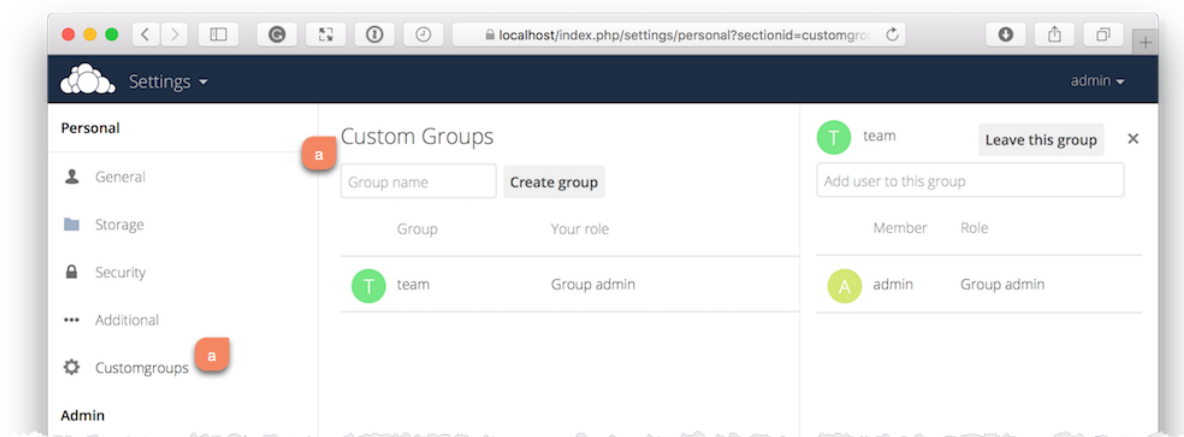 localhost/index.php/settings/personal?sectionid=customgro
Settings
admin
Personal
General
Storage
Security
Additional
Customgroups
a
Admin
a
Custom Groups
Group name
Create group
Group Your role
T team Group admin
T team Leave this group ×
Add user to this group
Member Role
A admin Group admin